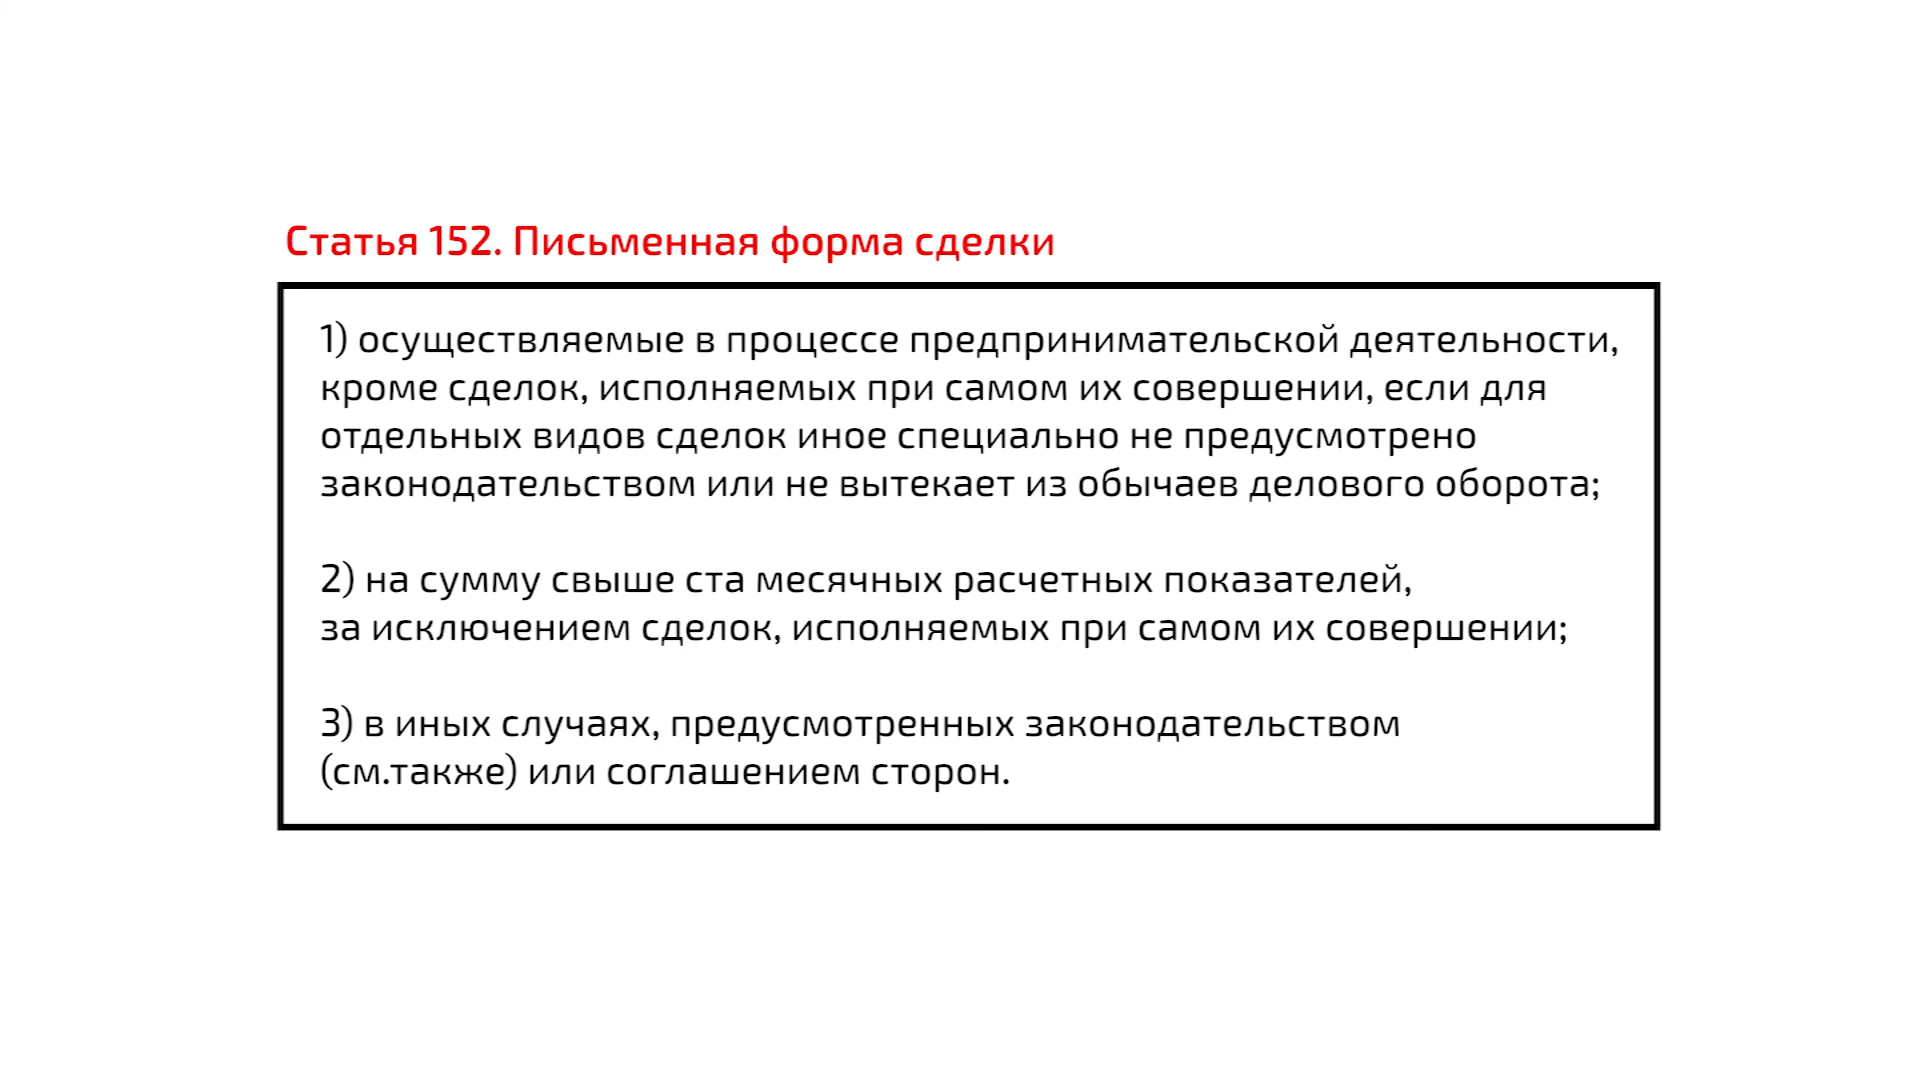 Статья 152. Письменная форма сделки
1) осуществляемые в процессе предпринимательской деятельности,
кроме сделок, исполняемых при самом их совершении, если для
отдельных видов сделок иное специально не предусмотрено
законодательством или не вытекает из обычаев делового оборота;
2) на сумму свыше ста месячных расчетных показателей,
за исключением сделок, исполняемых при самом их совершении;
3) в иных случаях, предусмотренных законодательством
(см.также) или соглашением сторон.